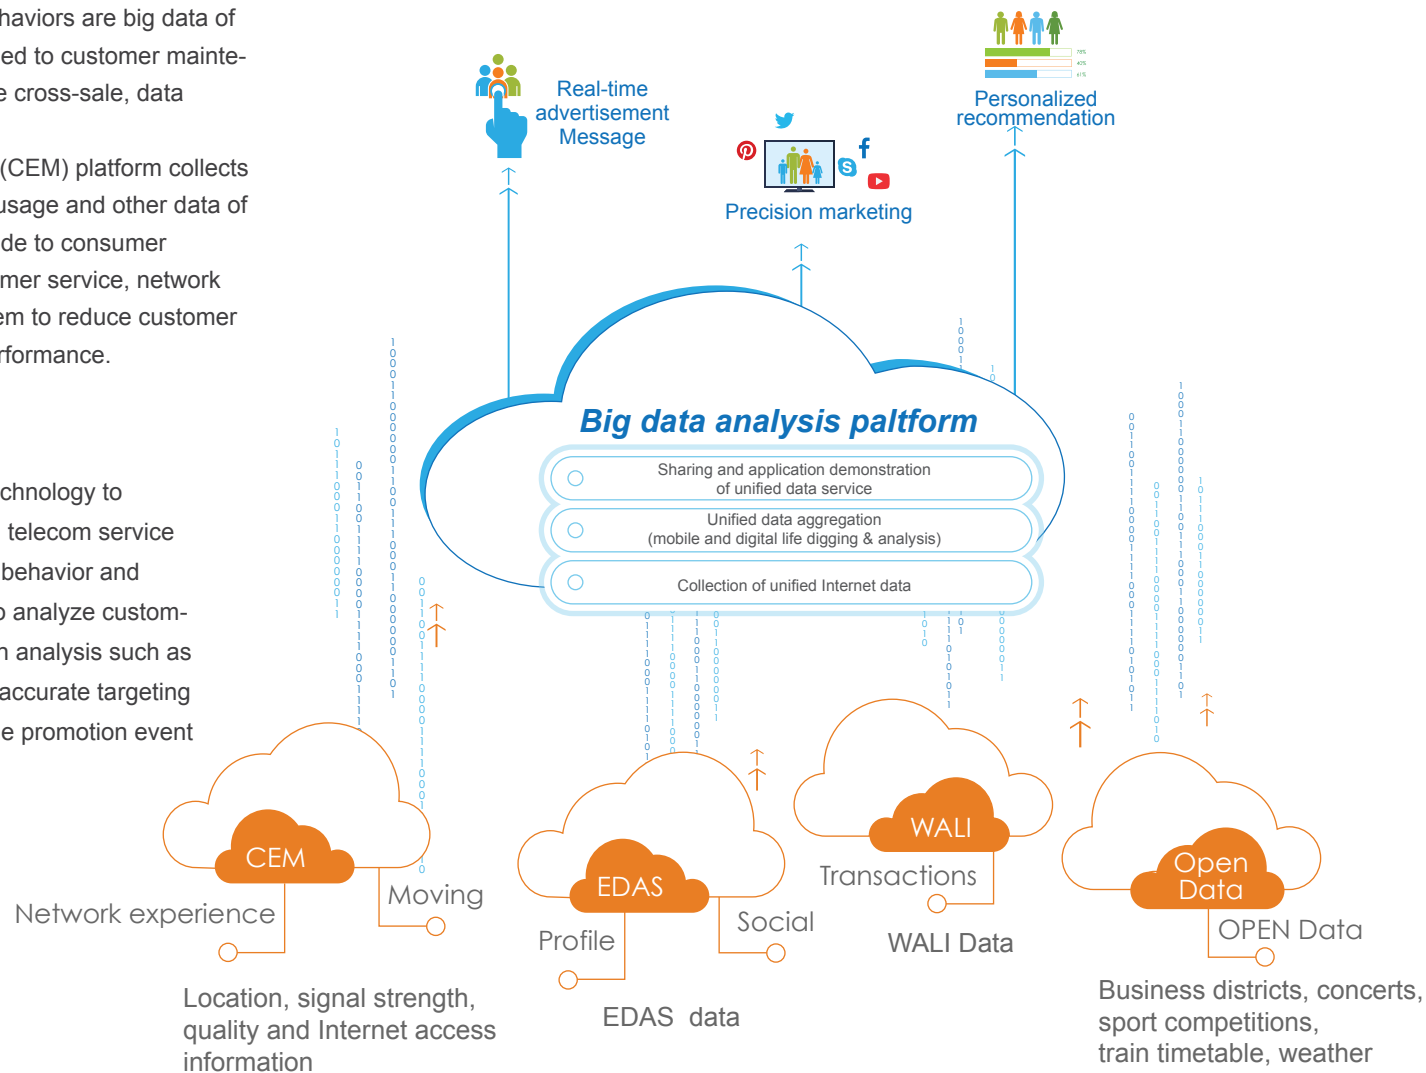 haviors are big data of
ed to customer mainte-
e cross-sale, data
(CEM) platform collects
usage and other data of
de to consumer
mer service, network
em to reduce customer
rformance.
chnology to
telecom service
behavior and
o analyze custom-
n analysis such as
accurate targeting
e promotion event
Real-time
advertisement
Message
Precision marketing
78%
40%
61%
Personalized
recommendation
Big data analysis paltform
Sharing and application demonstration
of unified data service
Unified data aggregation
(mobile and digital life digging & analysis)
Collection of unified Internet data
CEM
Network experience
Moving
Location, signal strength,
quality and Internet access
information
EDAS
Profile
Social
EDAS data
WALI
Transactions
WALI Data
Open
Data
OPEN Data
Business districts, concerts,
sport competitions,
train timetable, weather